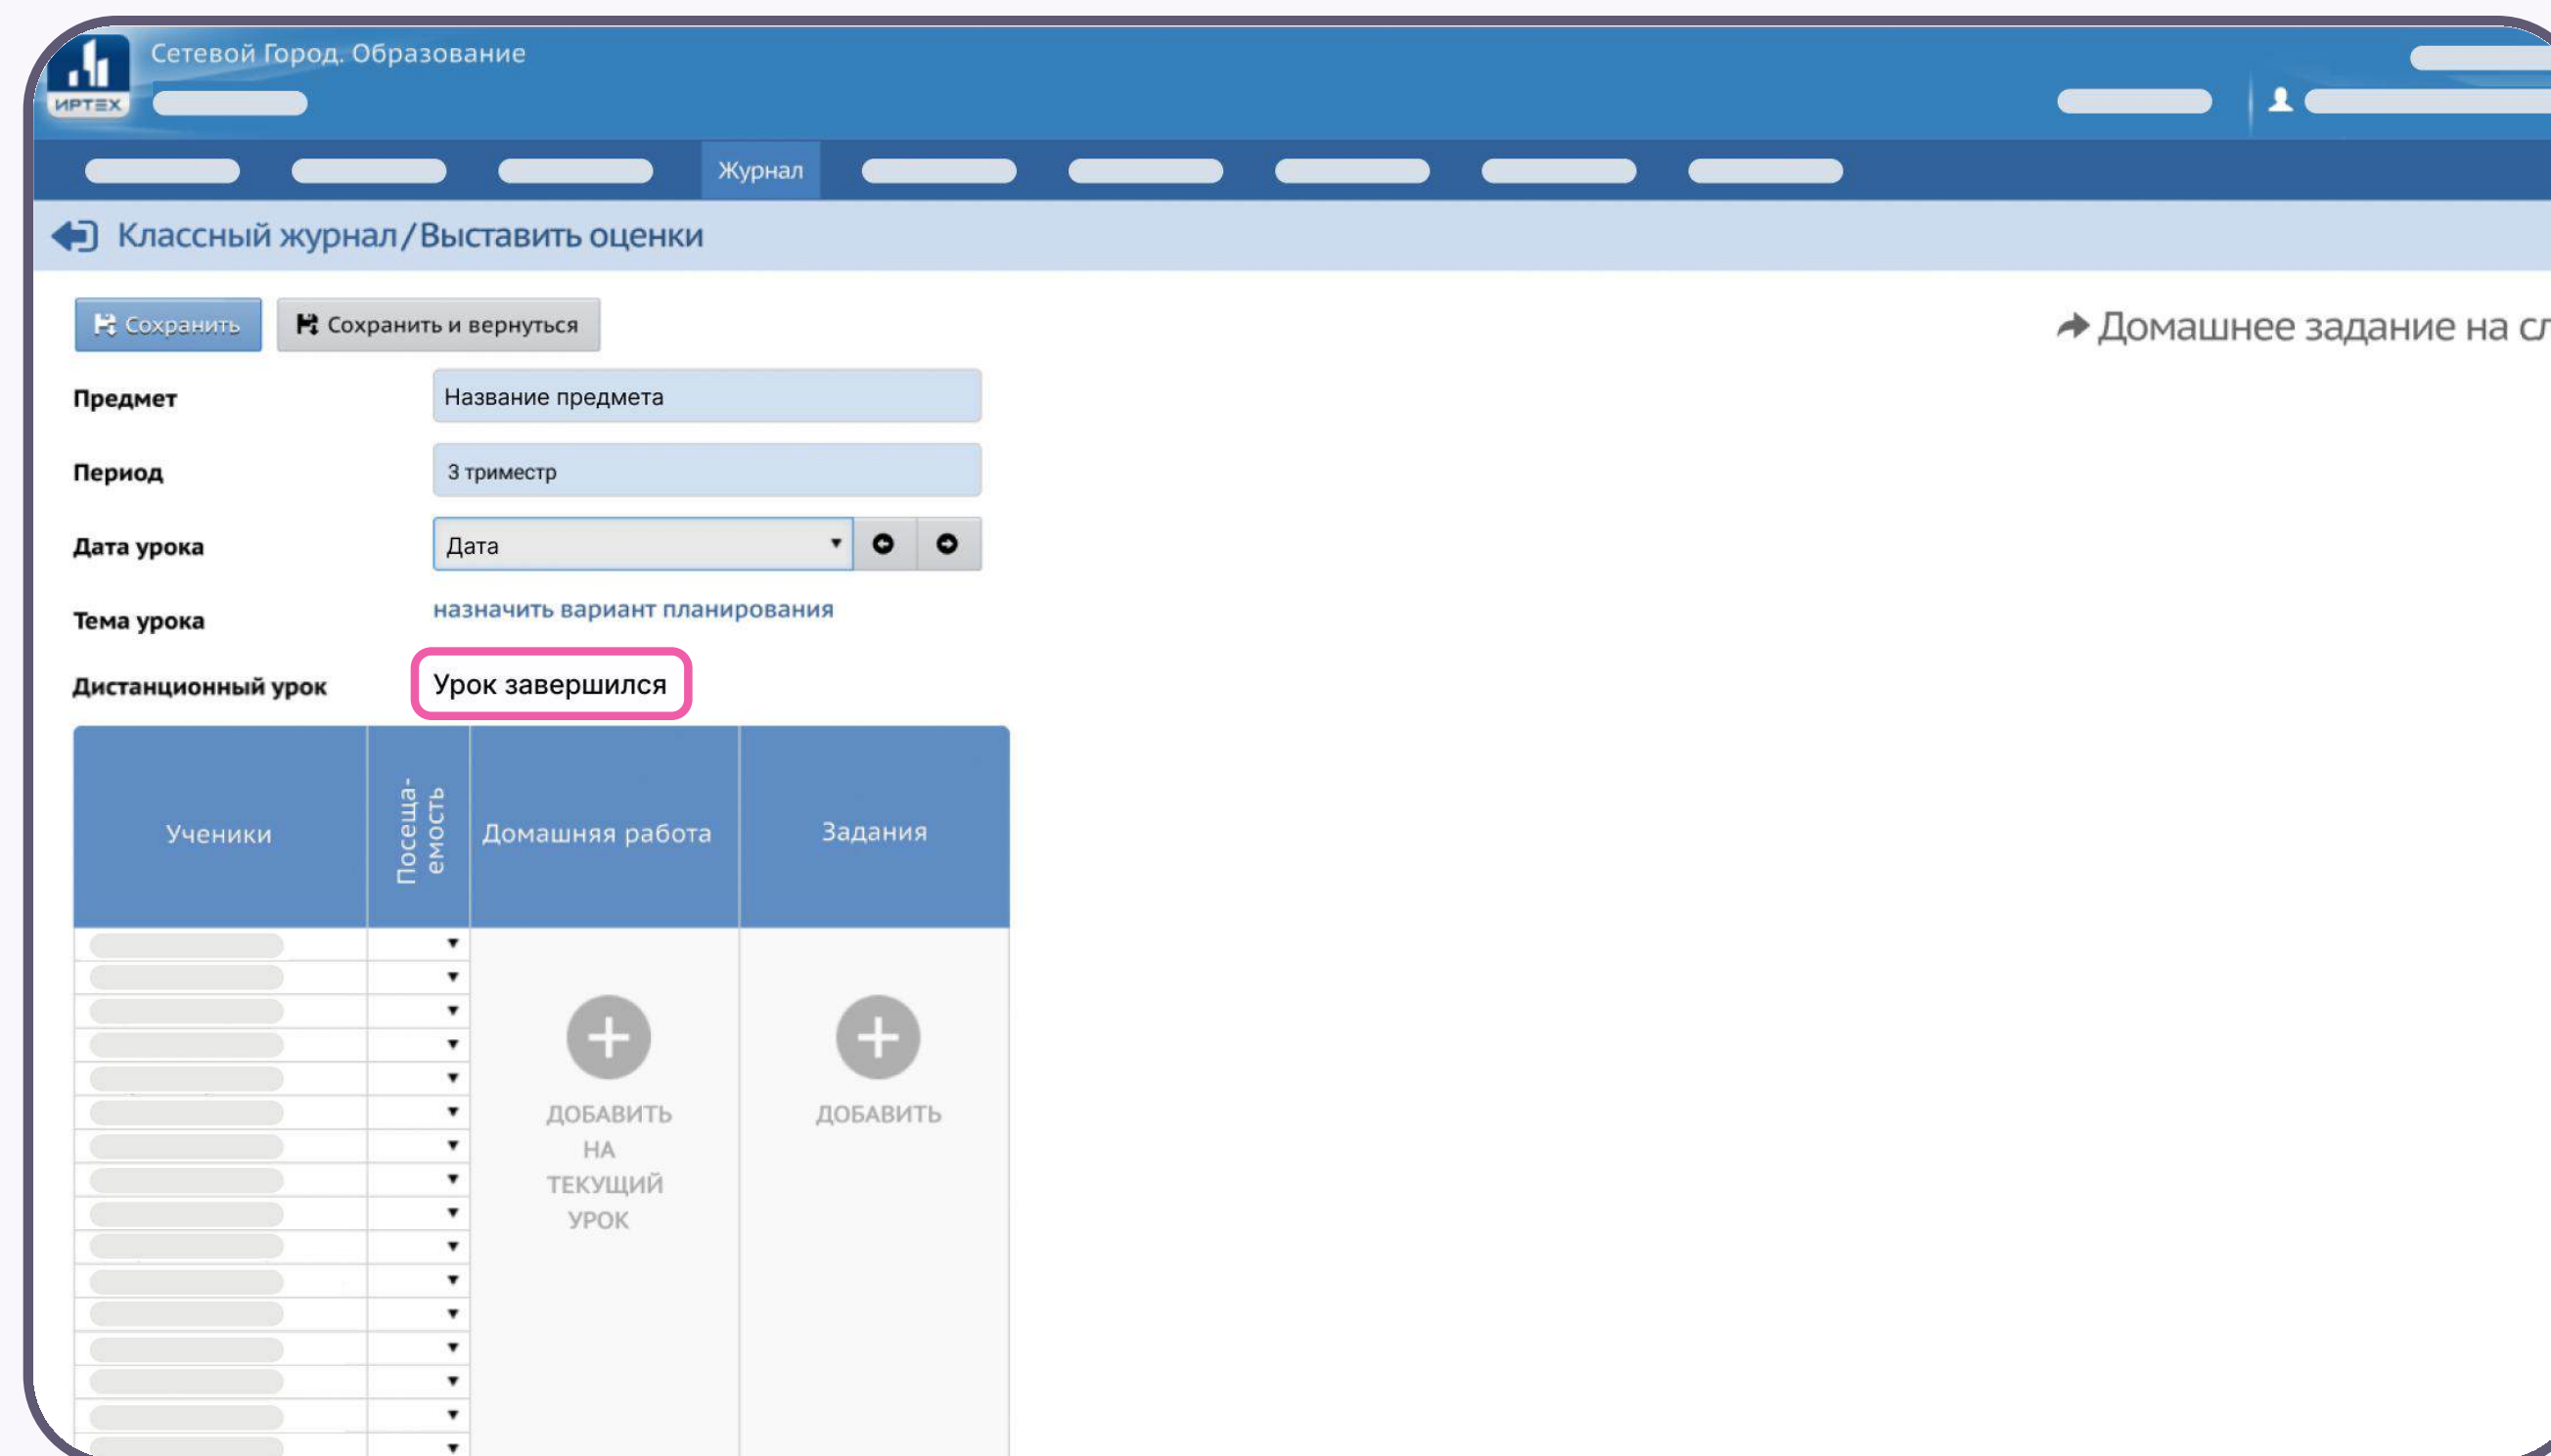 Сетевой Город. Образование
ИРТЕХ
Журнал
Классный журнал/Выставить оценки
Сохранить
Сохранить и вернуться
Домашнее задание на сл
Предмет
Название предмета
Период
3 триместр
Дата урока
Дата
Тема урока
назначить вариант планирования
Дистанционный урок
Урок завершился
Ученики
Посеща-
емость
Домашняя работа
Задания
ДОБАВИТЬ
НА
ТЕКУЩИЙ
УРОК
ДОБАВИТЬ